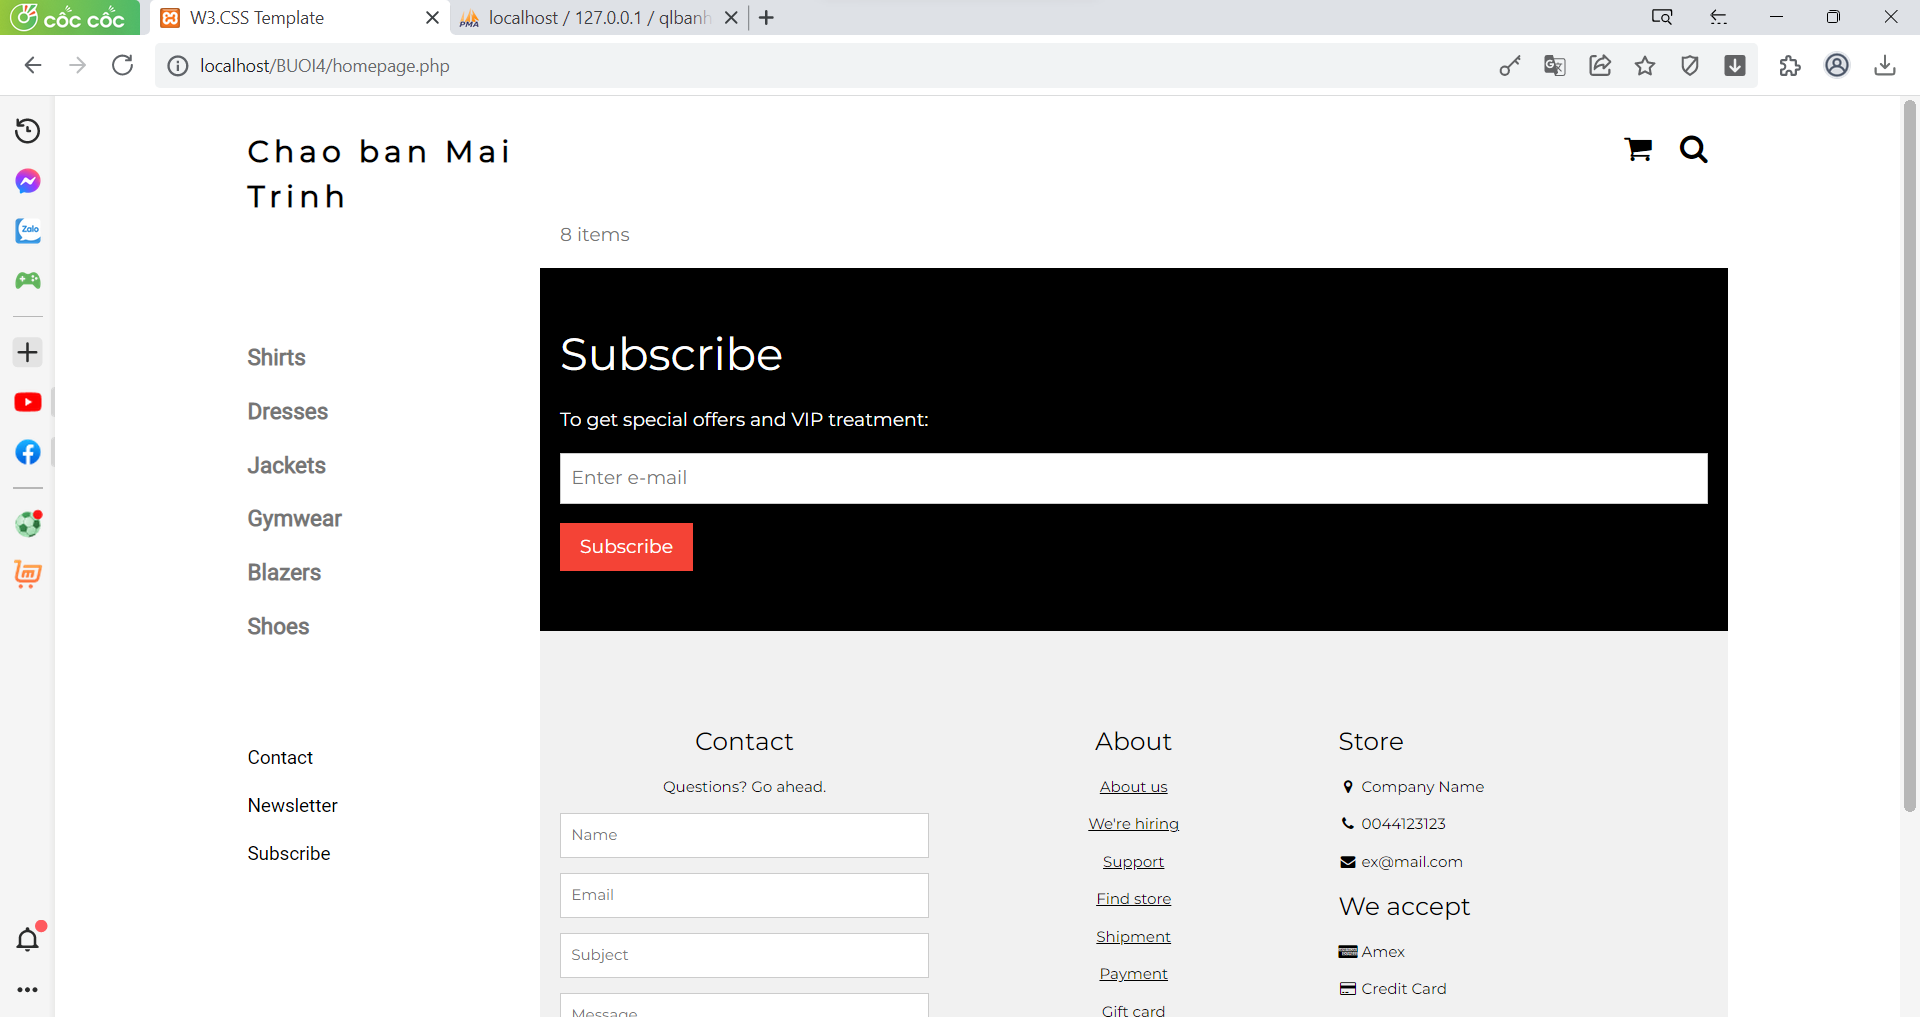 cốc cốc
W3.CSS Template
localhost / 127.0.0.1 / qlbanh
localhost/BUOI4/homepage.php
Zalo
Chao ban Mai
Trinh
8 items
Shirts
Dresses
Jackets
Gymwear
Blazers
Shoes
Contact
Newsletter
Subscribe
Subscribe
To get special offers and VIP treatment:
Enter e-mail
Subscribe
Contact
Questions? Go ahead.
Name
Email
Subject
Message
About
About us
We're hiring
Support
Find store
Shipment
Payment
Gift card
Store
Company Name
0044123123
ex@mail.com
We accept
Amex
Credit Card